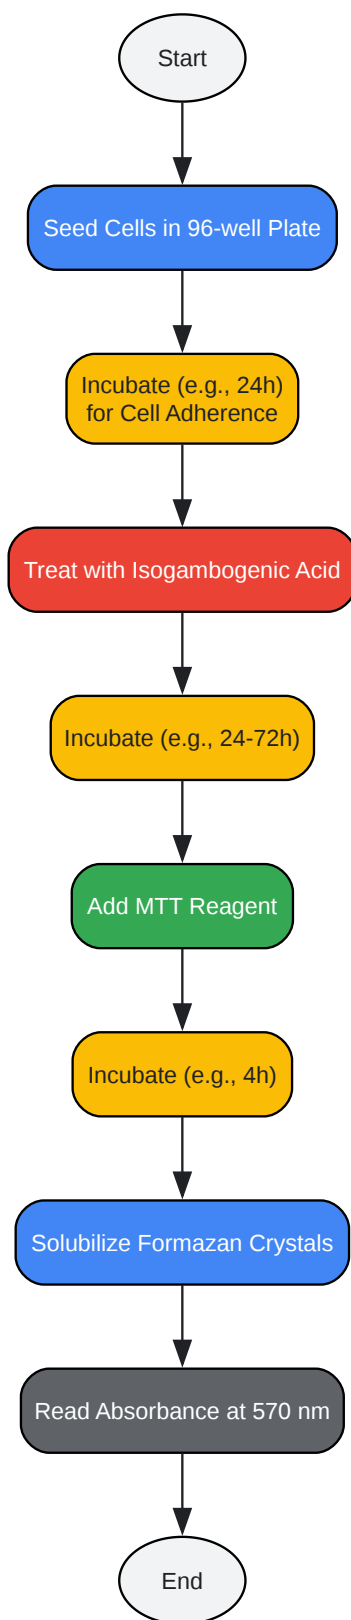 Start
Seed Cells in 96-well Plate
Incubate (e.g., 24h)
for Cell Adherence
Treat with Isogambogenic Acid
Incubate (e.g., 24-72h)
Add MTT Reagent
Incubate (e.g., 4h)
Solubilize Formazan Crystals
Read Absorbance at 570 nm
End